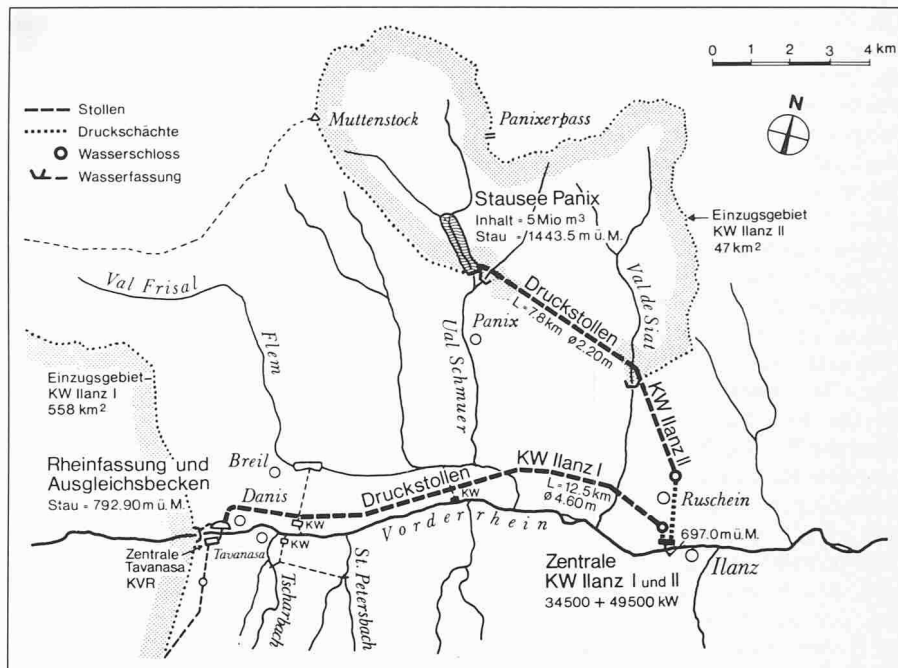 0 1 2 3 4 km
N
Stollen
Druckschächte
Wasserschloss
Wasserfassung
Muttenstock
Panixerpass
Stausee Panix
Inhalt = 5 Mio m³
Stau = 1443.5 m ü. M.
Einzugsgebiet
KW Ilanz II
47 km²
Val Frisal
Flem
Ual Schmuer
Panix
Druckstollen
L = 7.8 km ø 2.20 m
Val de Siat
KW Ilanz II
Einzugsgebiet
KW Ilanz I
558 km²
Rheinfassung und
Ausgleichsbecken
Stau = 792.90 m ü. M.
Breil
Danis
Druckstollen
KW Ilanz I
L = 12.5 km
ø 4.60 m
Ruschein
KW
KW
KW
Vorderrhein
697.0 m ü. M.
Zentrale
Tavanasa
KVR
Tavanasa
Tscharbach
St. Petersbach
Zentrale
KW Ilanz I und II
34500 + 49500 kW
Ilanz